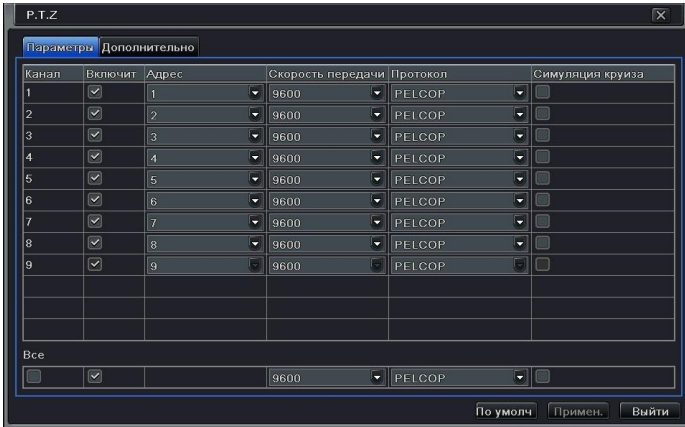 P.T.Z
Параметры Дополнительно
Канал Включит Адрес Скорость передачи Протокол Симуляция круиза
1 1 9600 PELCOP
2 2 9600 PELCOP
3 3 9600 PELCOP
4 4 9600 PELCOP
5 5 9600 PELCOP
6 6 9600 PELCOP
7 7 9600 PELCOP
8 8 9600 PELCOP
9 9 9600 PELCOP
Все
9600 PELCOP
По умолч Примен. Выйти